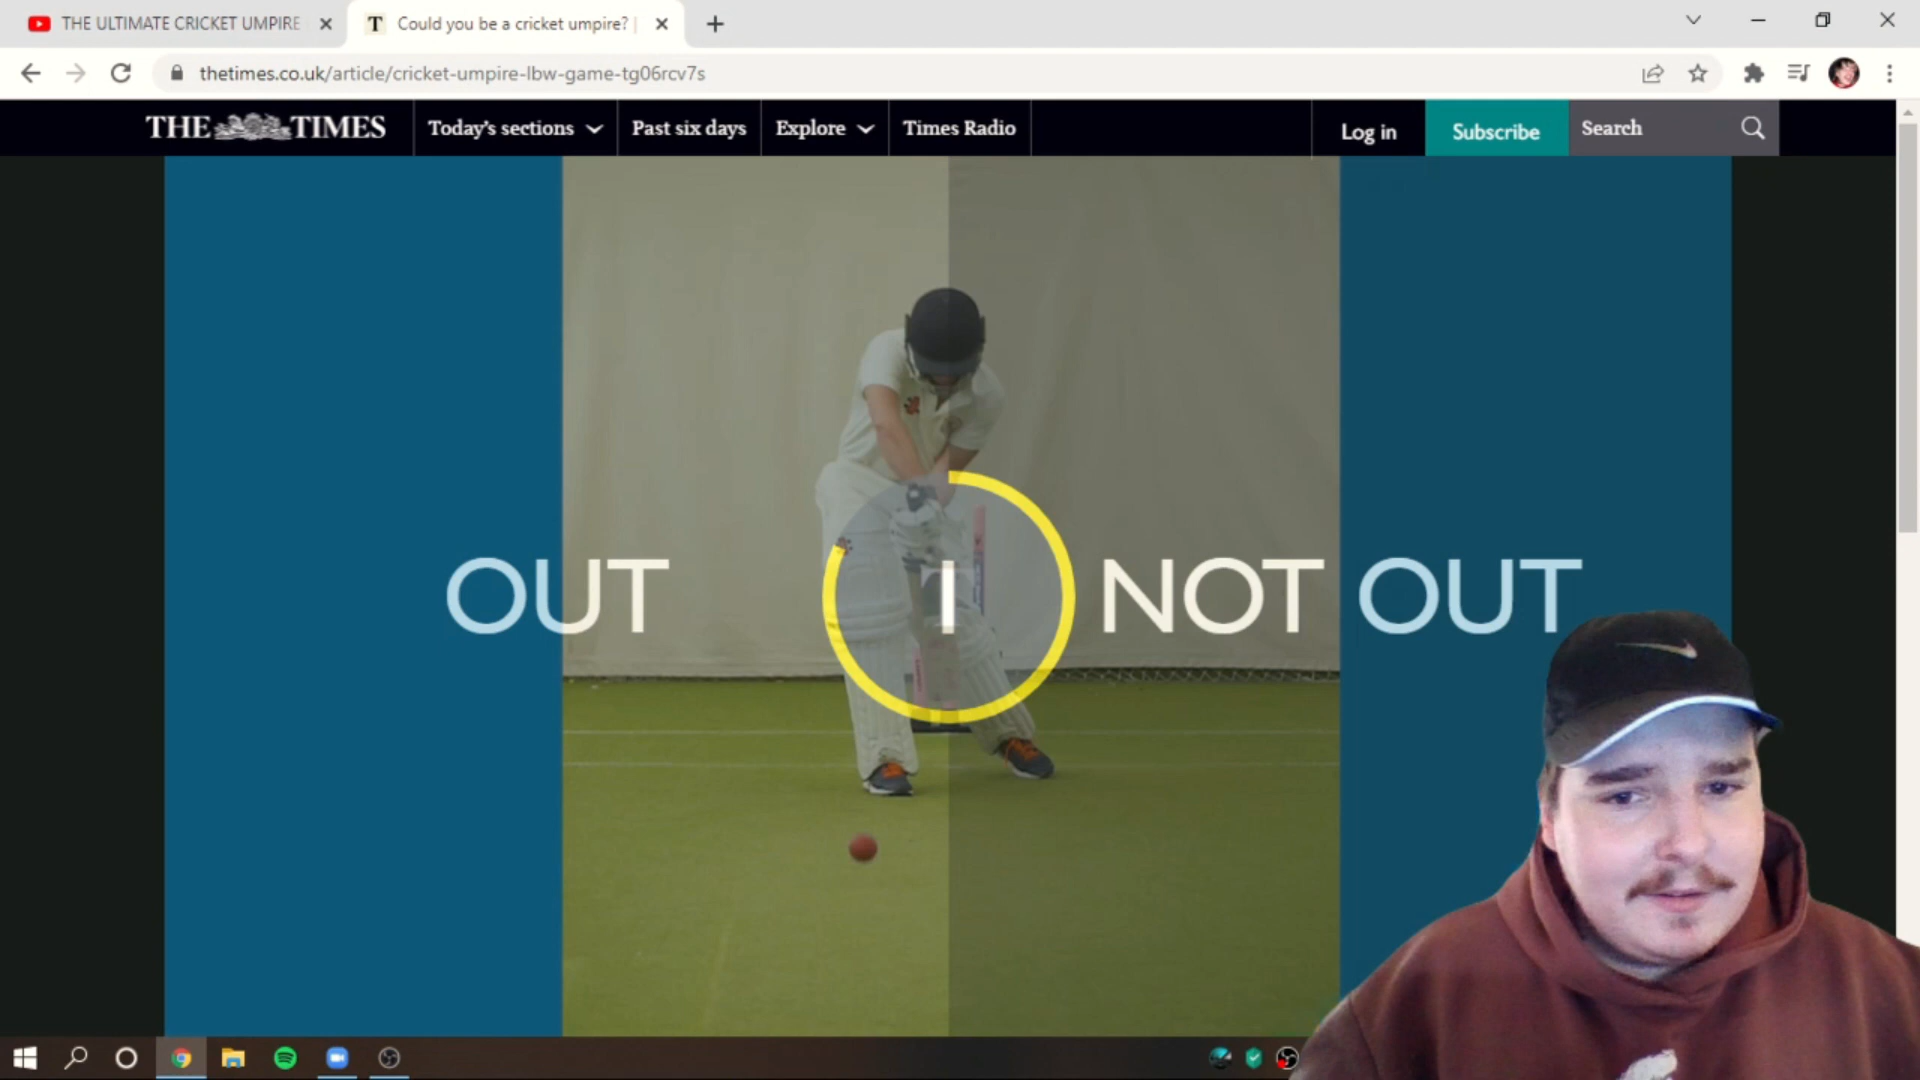 THE ULTIMATE CRICKET UMPIRE
T Could you be a cricket umpire? |
thetimes.co.uk/article/cricket-umpire-lbw-game-tg06rcv7s
THE TIMES
Today's sections
Past six days
Explore
Times Radio
Log in
Subscribe
Search
OUT
1
NOT OUT